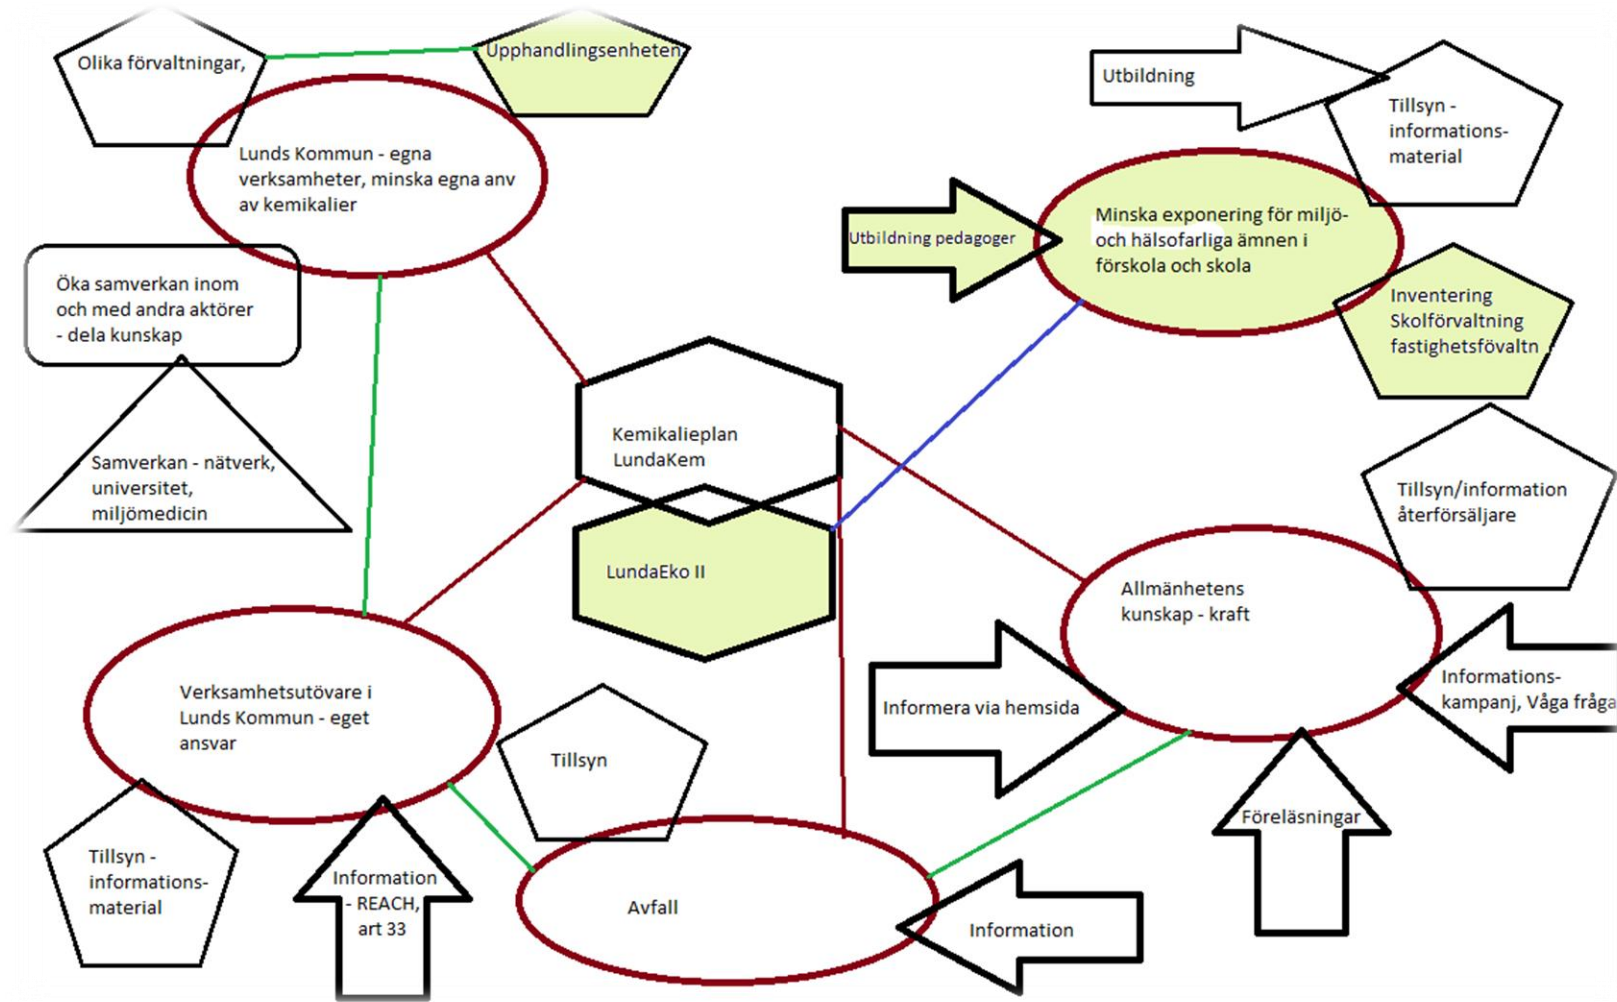 Olika förvaltningar,
Upphandlingsenheten
Utbildning
Tillsyn -
informations-
material
Lunds Kommun - egna
verksamheter, minska egna anv
av kemikalier
Utbildning pedagoger
Minska exponering för miljö-
och hälsofarliga ämnen i
förskola och skola
Öka samverkan inom
och med andra aktörer
- dela kunskap
Inventering
Skolförvaltning
fastighetsfövaltn
Samverkan - nätverk,
universitet,
miljömedicin
Kemikalieplan
LundaKem
LundaEko II
Tillsyn/information
återförsäljare
Allmänhetens
kunskap - kraft
Verksamhetsutövare i
Lunds Kommun - eget
ansvar
Tillsyn
Informera via hemsida
Informations-
kampanj, Våga fråga
Föreläsningar
Tillsyn -
informations-
material
Information
- REACH,
art 33
Avfall
Information